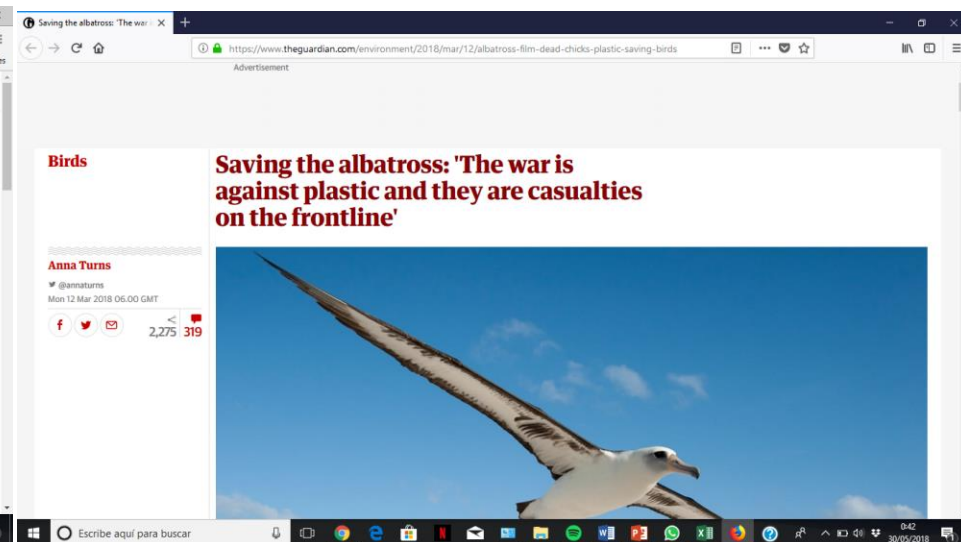 Saving the albatross: 'The war i
https://www.theguardian.com/environment/2018/mar/12/albatross-film-dead-chicks-plastic-saving-birds
Advertisement
Birds
Saving the albatross: 'The war is
against plastic and they are casualties
on the frontline'
Anna Turns
@annaturns
Mon 12 Mar 2018 06.00 GMT
2,275 319
Escribe aquí para buscar
0:42
30/05/2018